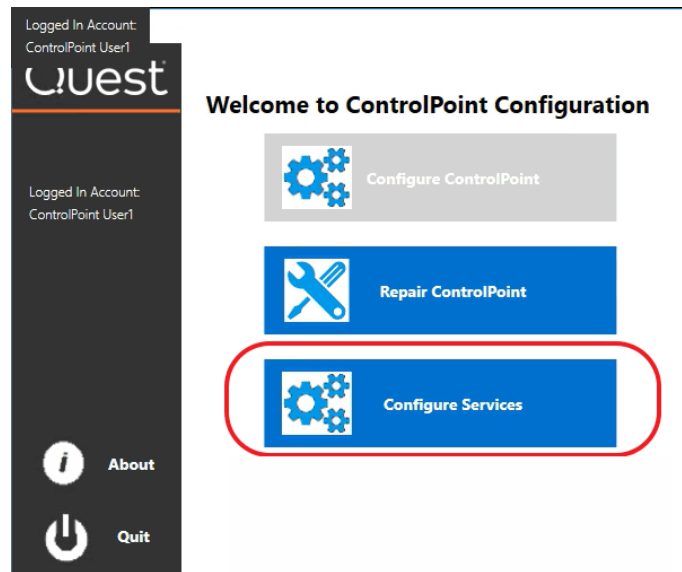 Logged In Account:
ControlPoint User1
Quest
Welcome to ControlPoint Configuration
Configure ControlPoint
Logged In Account:
ControlPoint User1
Repair ControlPoint
Configure Services
i
About
Quit